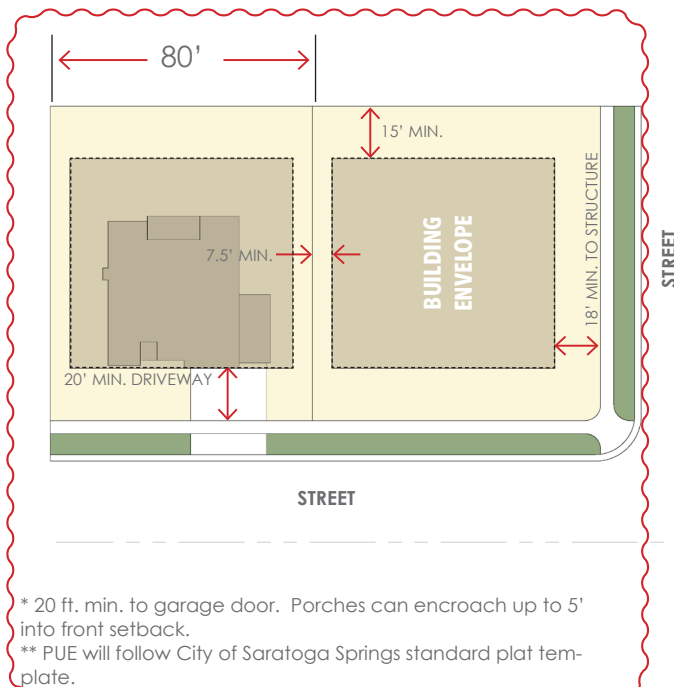 80’
15’ MIN.
7.5’ MIN.
BUILDING
ENVELOPE
18’ MIN. TO STRUCTURE
STREET
20’ MIN. DRIVEWAY
STREET
* 20 ft. min. to garage door.  Porches can encroach up to 5’
into front setback.
** PUE will follow City of Saratoga Springs standard plat tem-
plate.